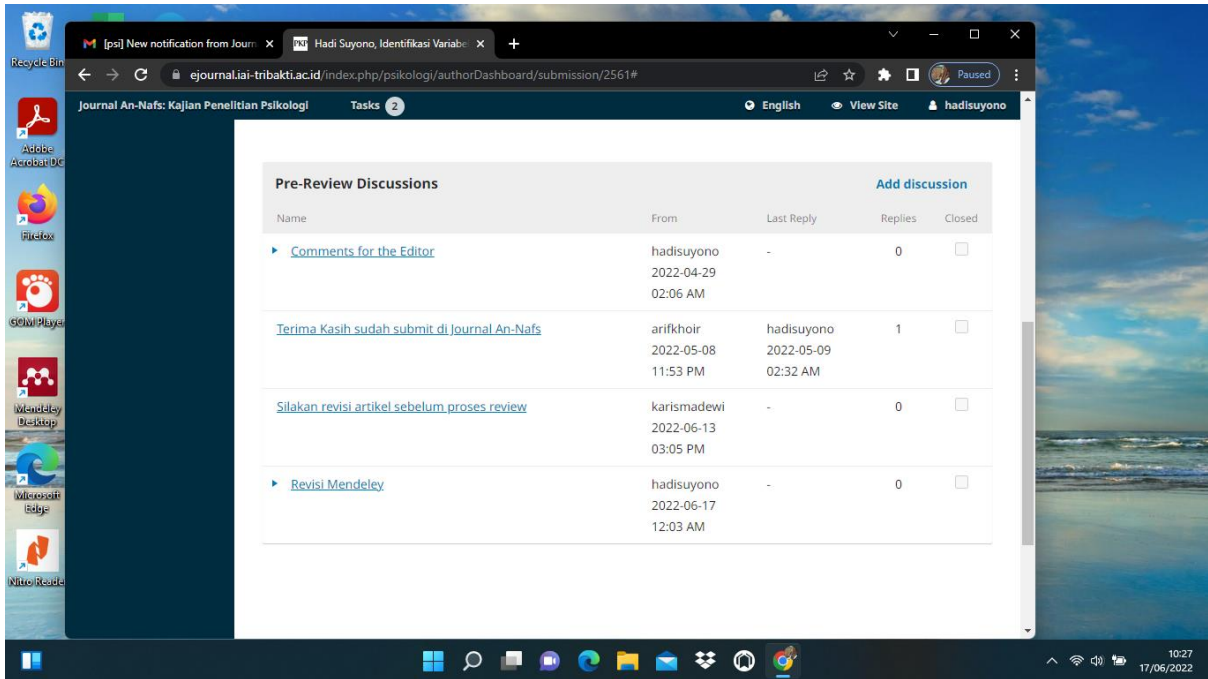 [psi] New notification from Journ
PKP Hadi Suyono, Identifikasi Variabe
Recycle Bin
ejournal.iai-tribakti.ac.id/index.php/psikologi/authorDashboard/submission/2561#
Paused
Journal An-Nafs: Kajian Penelitian Psikologi Tasks 2 English View Site hadisuyono
Adobe
Acrobat DC
Pre-Review Discussions Add discussion
Name From Last Reply Replies Closed
Firefox
Comments for the Editor hadisuyono - 0
2022-04-29
02:06 AM
GOM Player
Terima Kasih sudah submit di Journal An-Nafs arifkhoir hadisuyono 1
2022-05-08 2022-05-09
11:53 PM 02:32 AM
Mendeley
Desktop
Silakan revisi artikel sebelum proses review karismadewi - 0
2022-06-13
03:05 PM
Microsoft
Edge
Revisi Mendeley hadisuyono - 0
2022-06-17
12:03 AM
Nitro Reade
10:27
17/06/2022